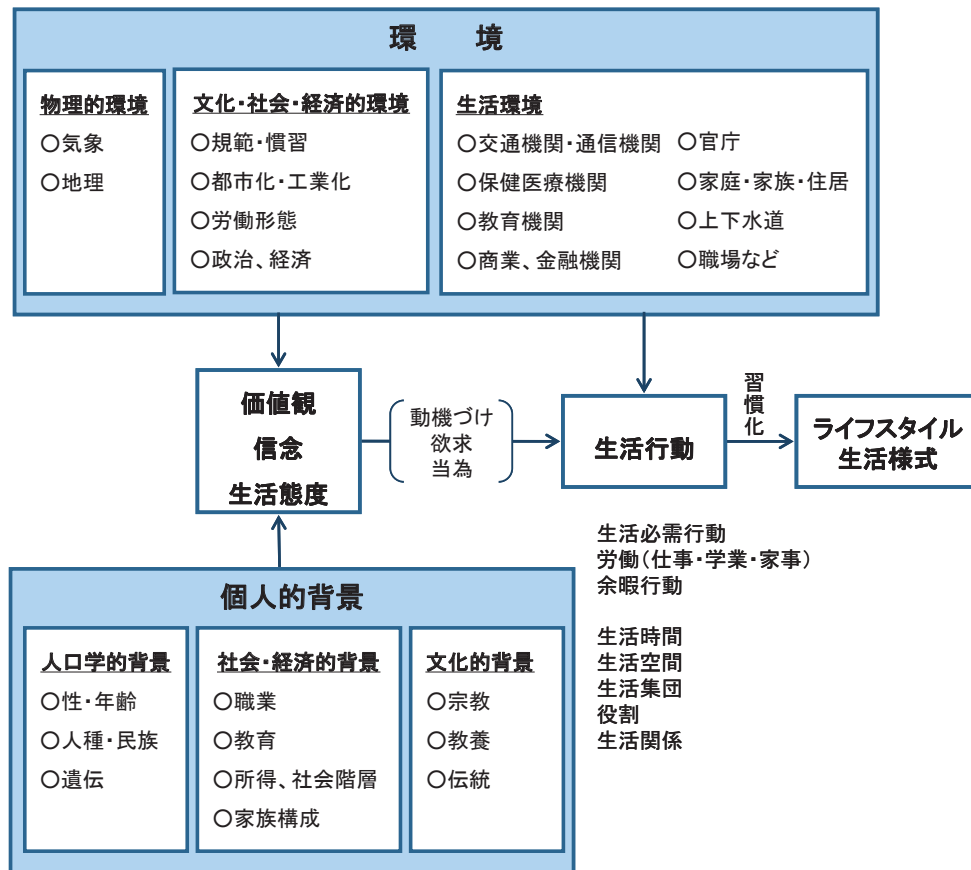 環　境
物理的環境
○気象
○地理
文化・社会・経済的環境
○規範・慣習
○都市化・工業化
○労働形態
○政治、経済
生活環境
○交通機関・通信機関
○保健医療機関
○教育機関
○商業、金融機関
○官庁
○家庭・家族・住居
○上下水道
○職場など
価値観
信念
生活態度
動機づけ
欲求
当為
生活行動
習慣化
ライフスタイル
生活様式
生活必需行動
労働(仕事・学業・家事)
余暇行動
生活時間
生活空間
生活集団
役割
生活関係
個人的背景
人口学的背景
○性・年齢
○人種・民族
○遺伝
社会・経済的背景
○職業
○教育
○所得、社会階層
○家族構成
文化的背景
○宗教
○教養
○伝統